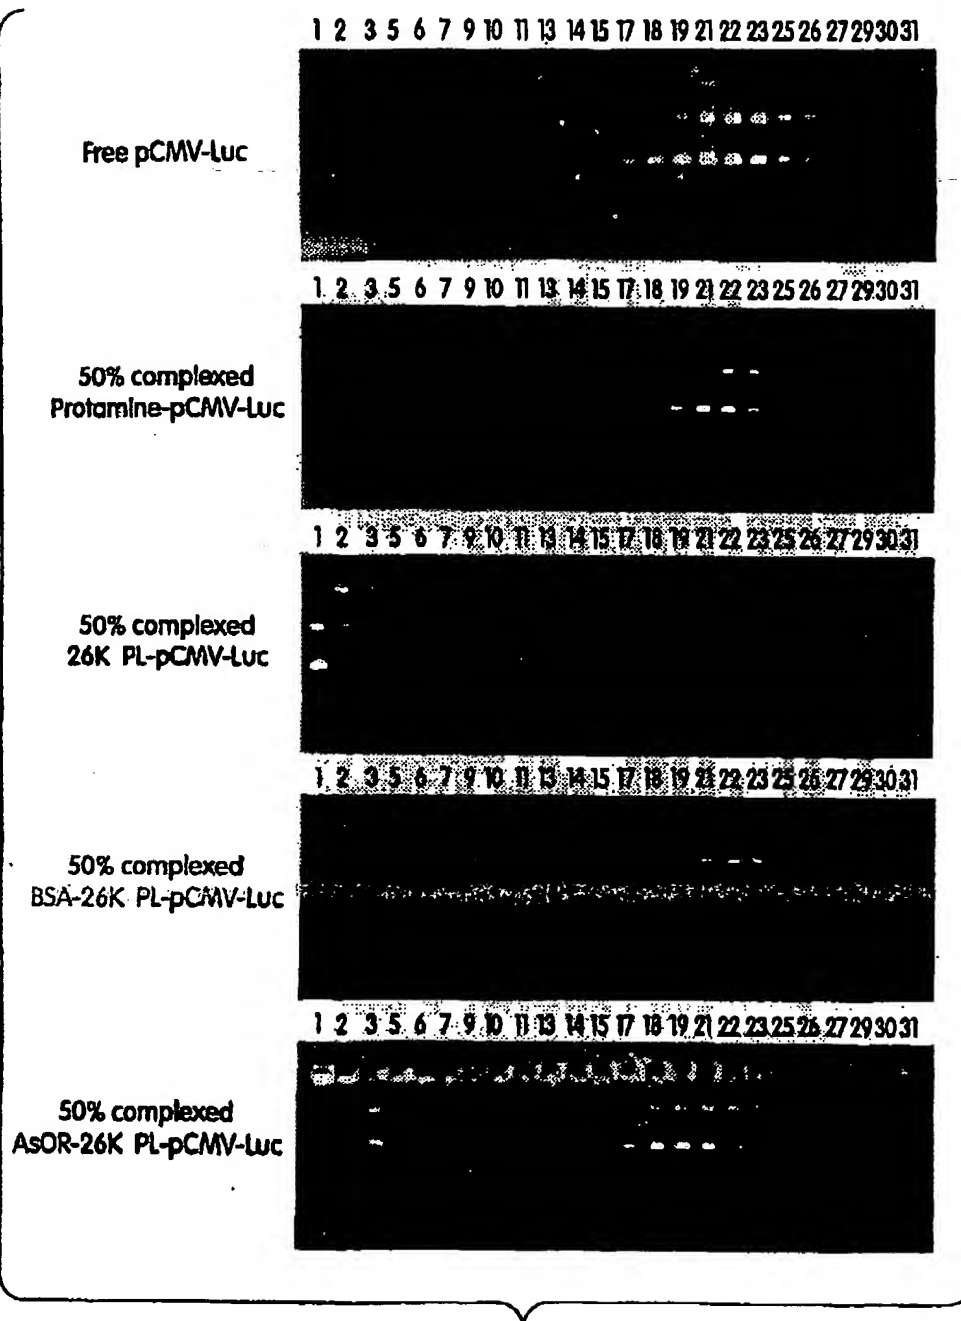 1 2 3 5 6 7 9 10 11 13 14 15 17 18 19 21 22 23 25 26 27 29 30 31
Free pCMV-Luc
1 2 3 5 6 7 9 10 11 13 14 15 17 18 19 21 22 23 25 26 27 29 30 31
50% complexed
Protamine-pCMV-Luc
1 2 3 5 6 7 9 10 11 13 14 15 17 18 19 21 22 23 25 26 27 29 30 31
50% complexed
26K PL-pCMV-Luc
1 2 3 5 6 7 9 10 11 13 14 15 17 18 19 21 22 23 25 26 27 29 30 31
50% complexed
BSA-26K PL-pCMV-Luc
1 2 3 5 6 7 9 10 11 13 14 15 17 18 19 21 22 23 25 26 27 29 30 31
50% complexed
AsOR-26K PL-pCMV-Luc